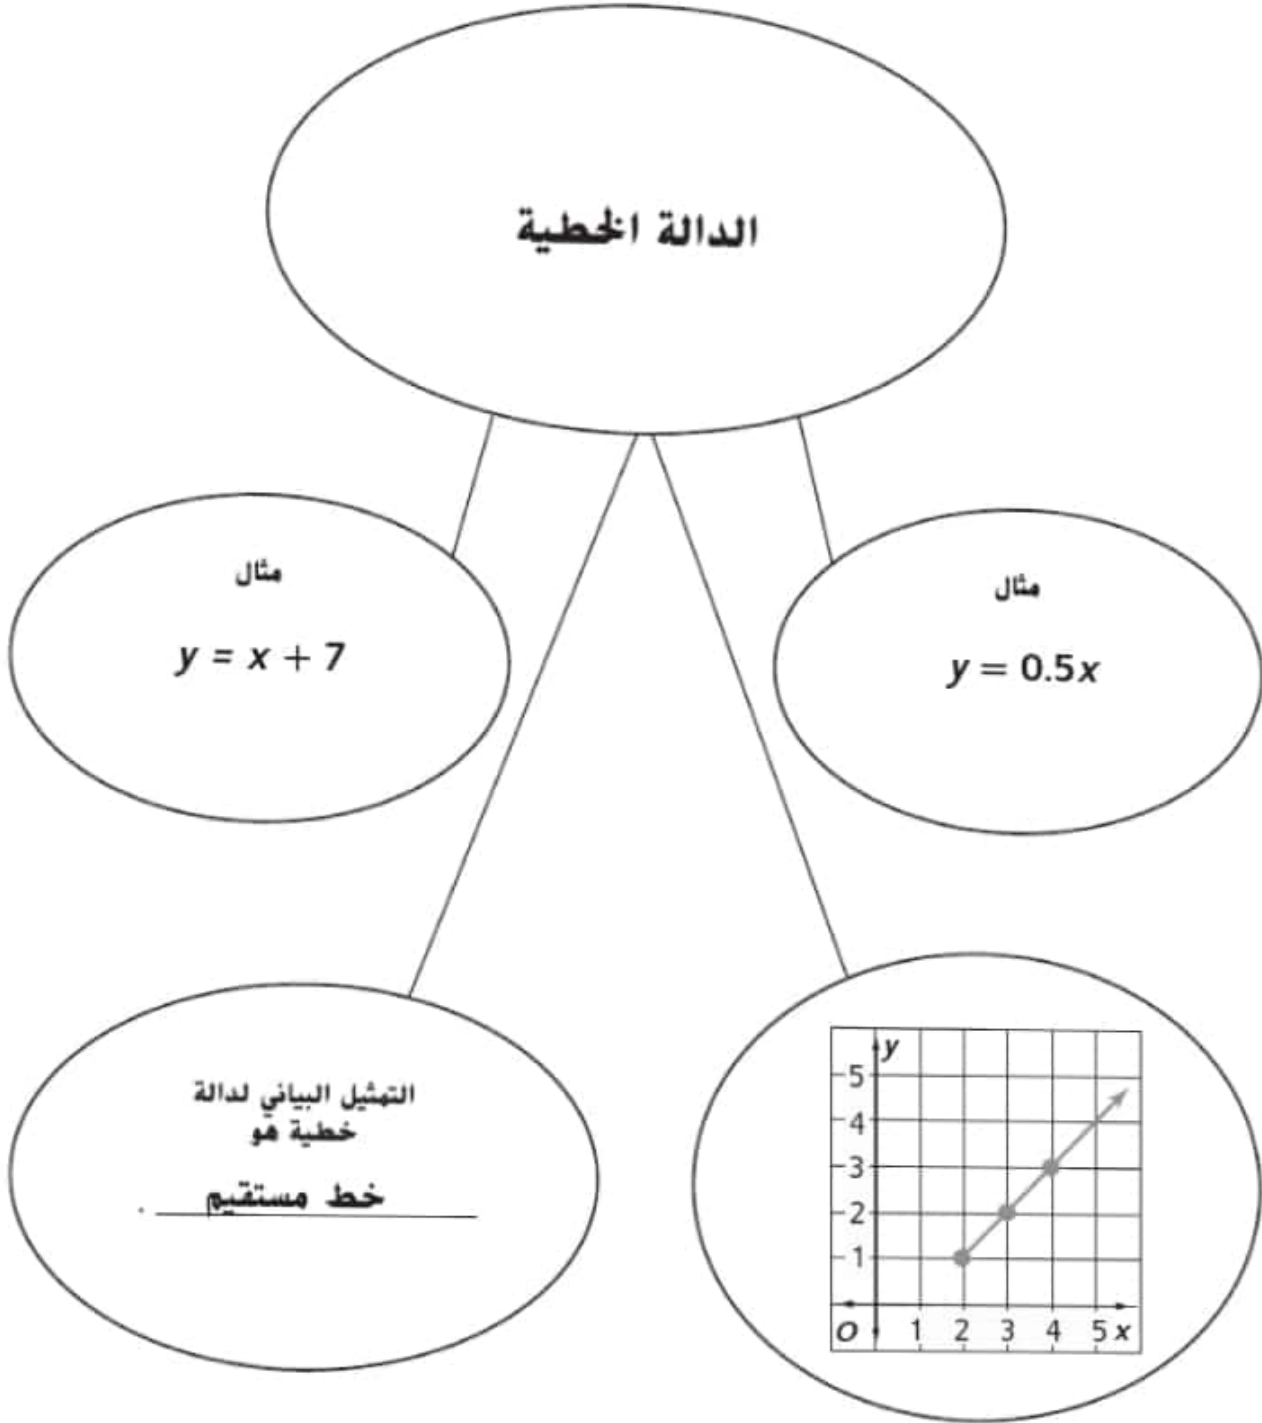 الدالة الخطية
مثال
y = x + 7
مثال
y = 0.5x
التمثيل البياني لدالة
خطية هو
خط مستقيم .
y
5
4
3
2
1
O 1 2 3 4 5 x